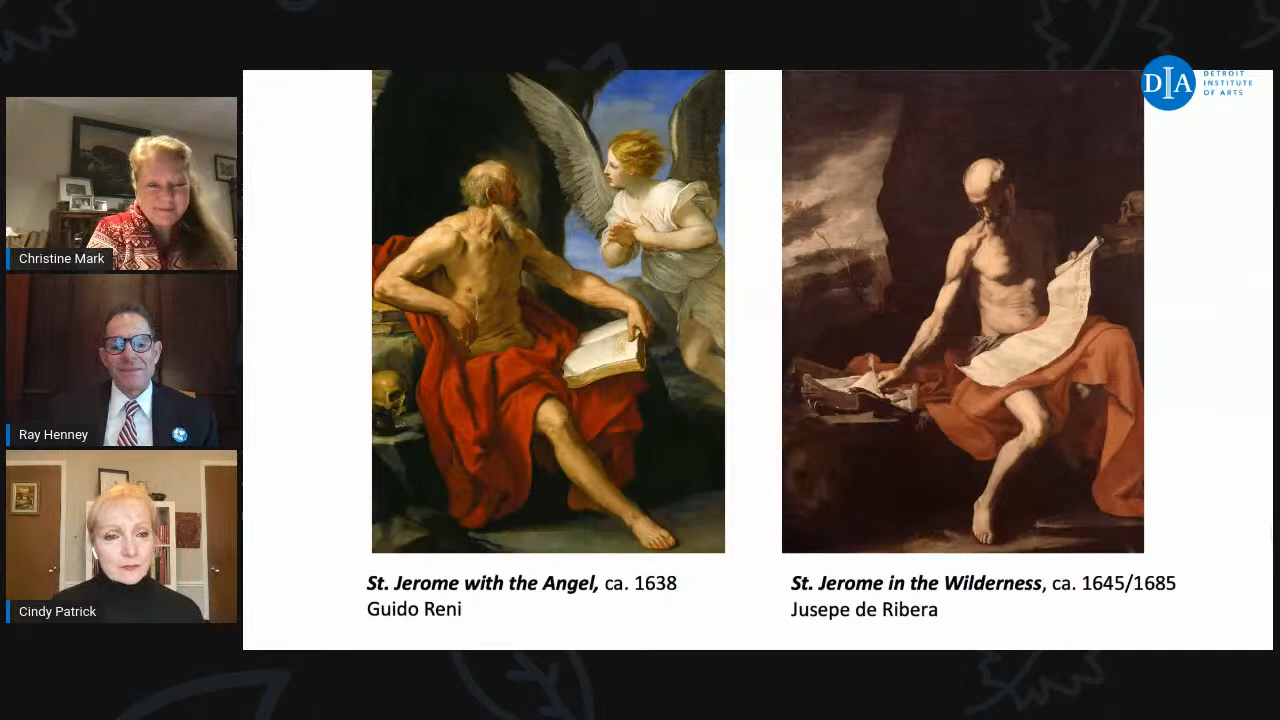 DIA
DETROIT
INSTITUTE
OF ARTS
Christine Mark
Ray Henney
Cindy Patrick
St. Jerome with the Angel, ca. 1638
Guido Reni
St. Jerome in the Wilderness, ca. 1645/1685
Jusepe de Ribera